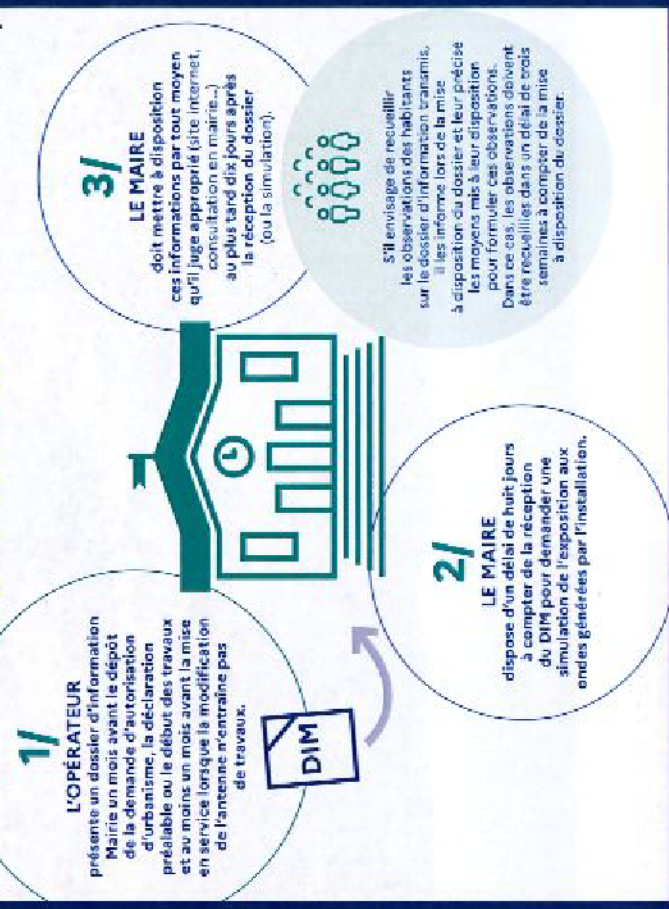 1/
L'OPÉRATEUR
présente un dossier d'information
Mairie un mois avant le dépôt
de la demande d'autorisation
d'urbanisme, la déclaration
préalable ou le début des travaux
et au moins un mois avant la mise
en service lorsque la modification
de l'antenne n'entraîne pas
de travaux.
DIM
2/
LE MAIRE
dispose d'un délai de huit jours
à compter de la réception
du DIM pour demander une
simulation de l'exposition aux
ondes générées par l'installation.
3/
LE MAIRE
doit mettre à disposition
ces informations par tout moyen
qu'il juge approprié (site internet,
consultation en mairie...)
au plus tard dix jours après
la réception du dossier
(ou la simulation).
S'il envisage de recueillir
les observations des habitants
sur le dossier d'information transmis,
il les informe lors de la mise
à disposition du dossier et leur précise
les moyens mis à leur disposition
pour formuler ces observations.
Dans ce cas, les observations doivent
être recueillies dans un délai de trois
semaines à compter de la mise
à disposition du dossier.